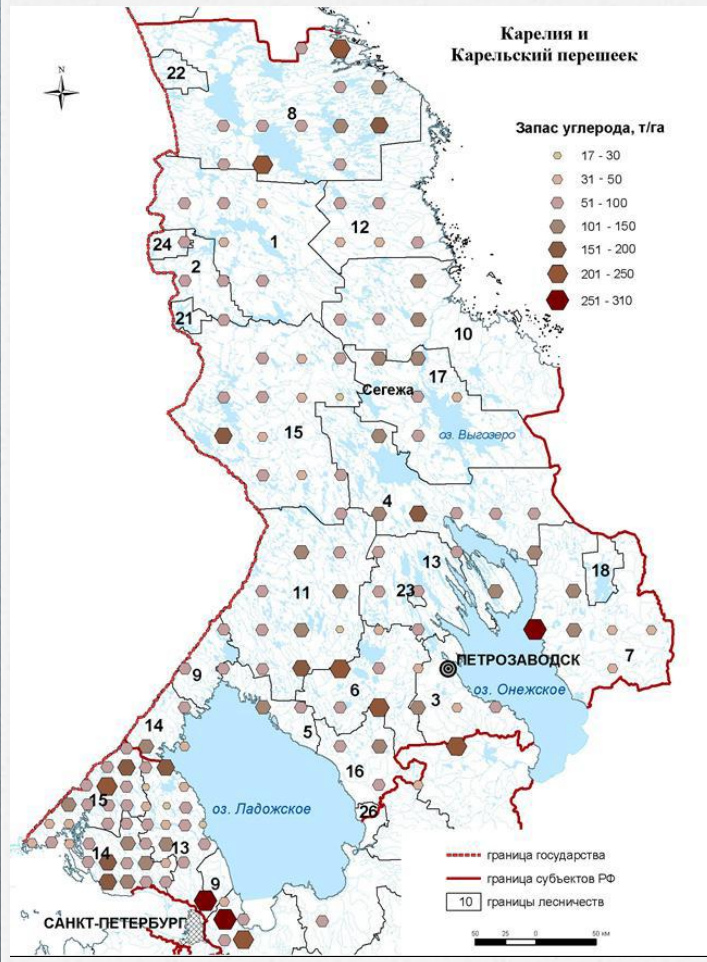 Карелия и
Карельский перешеек
N
Запас углерода, т/га
17 - 30
31 - 50
51 - 100
101 - 150
151 - 200
201 - 250
251 - 310
22
8
12
1
24
2
21
10
17
Сегежа
15
оз. Выгозеро
4
13
18
11
23
7
ПЕТРОЗАВОДСК
9
6
оз. Онежское
3
14
5
16
15
оз. Ладожское
26
14
13
9
САНКТ-ПЕТЕРБУРГ
граница государства
граница субъектов РФ
10 границы лесничеств
50 25 0 50 км